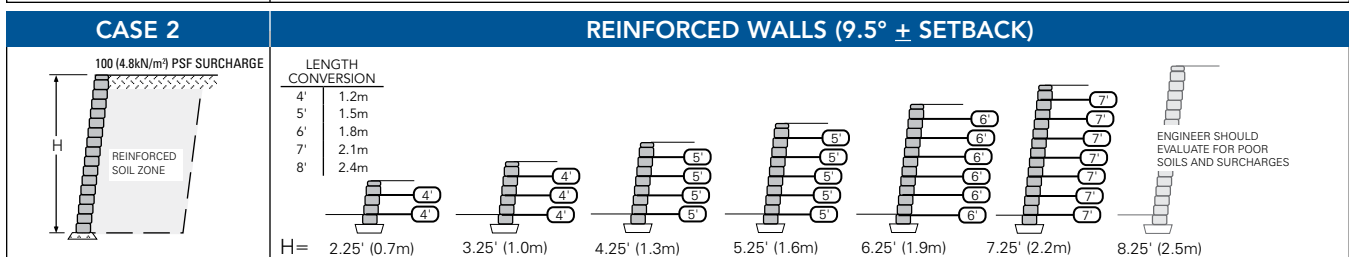 CASE 2
REINFORCED WALLS (9.5° ± SETBACK)
100 (4.8kN/m²) PSF SURCHARGE
H
REINFORCED
SOIL ZONE
LENGTH
CONVERSION
4' 1.2m
5' 1.5m
6' 1.8m
7' 2.1m
8' 2.4m
4'
4'
4'
4'
4'
5'
5'
5'
5'
5'
5'
5'
5'
5'
6'
6'
6'
6'
6'
6'
7'
7'
7'
7'
7'
7'
7'
ENGINEER SHOULD
EVALUATE FOR POOR
SOILS AND SURCHARGES
H= 2.25' (0.7m) 3.25' (1.0m) 4.25' (1.3m) 5.25' (1.6m) 6.25' (1.9m) 7.25' (2.2m) 8.25' (2.5m)